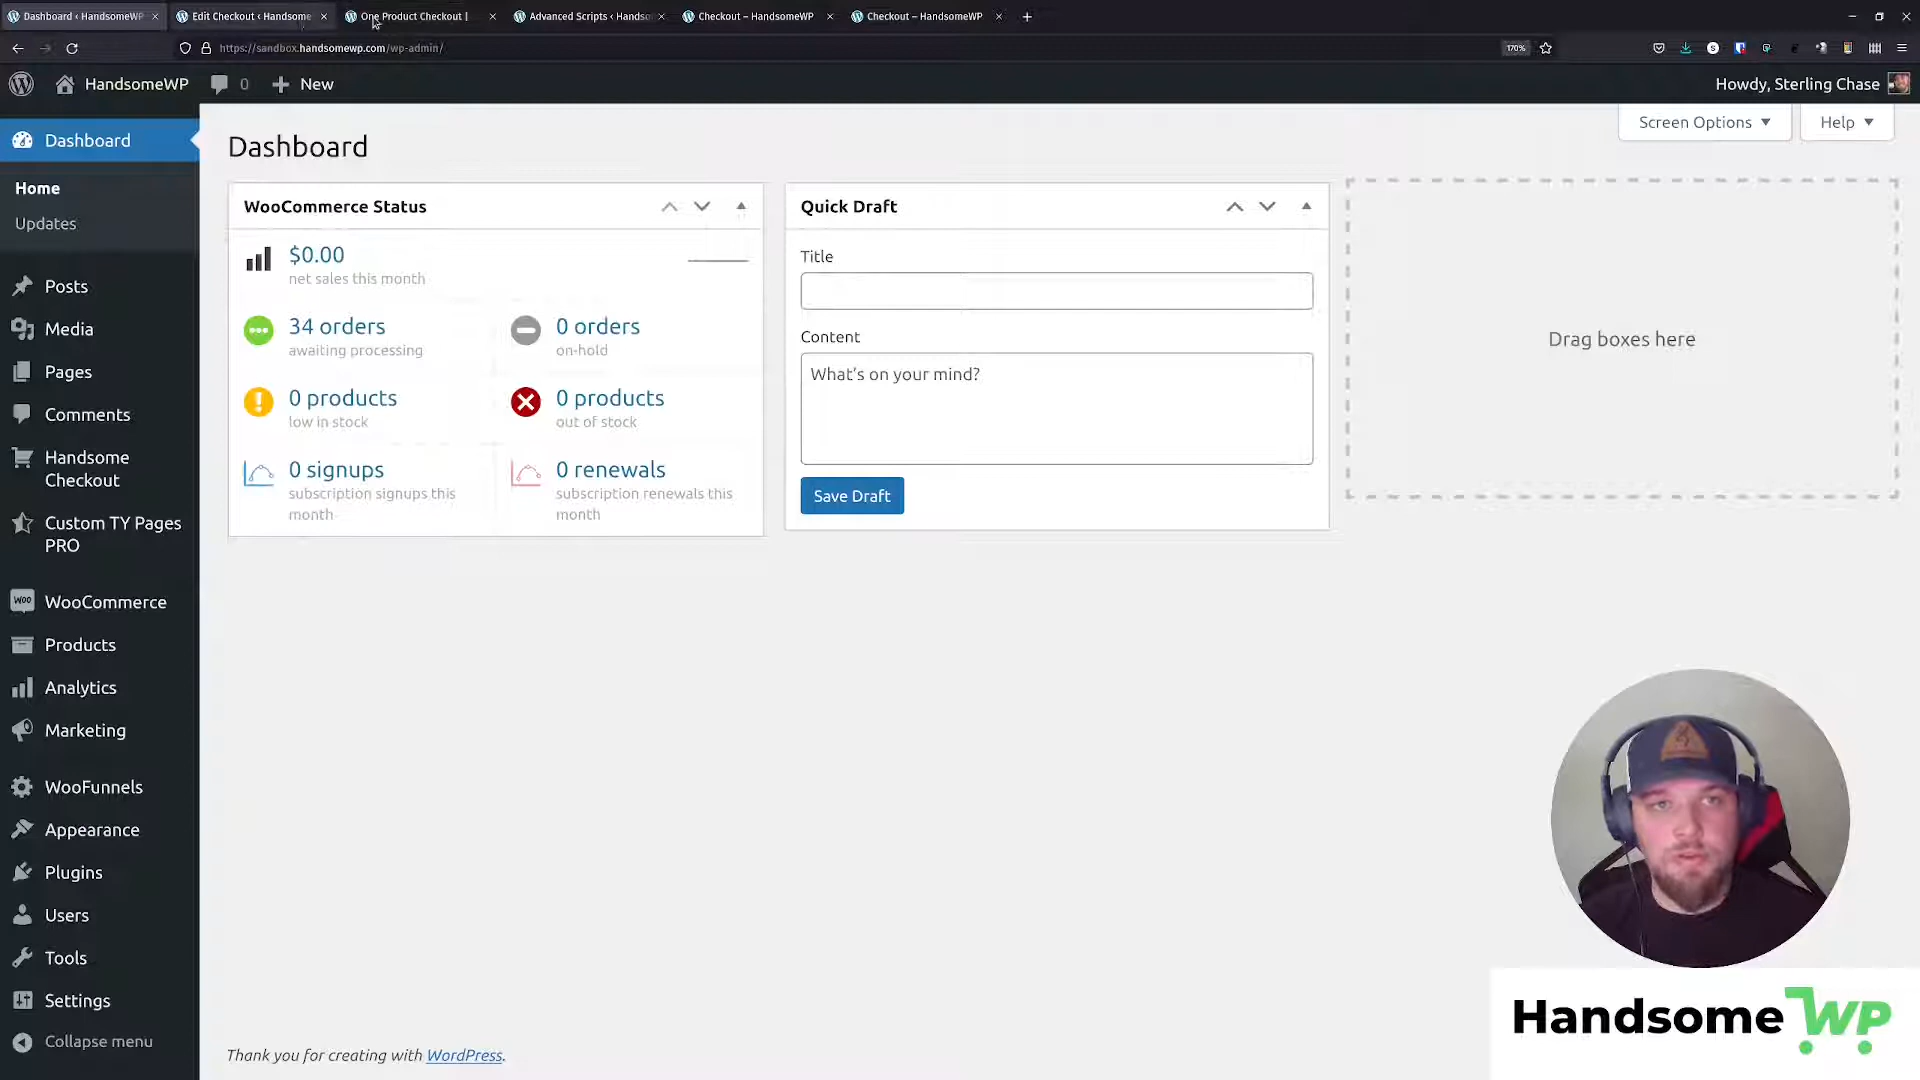 Dashboard ‹ HandsomeWP
Edit Checkout ‹ Handsome
One Product Checkout |
Advanced Scripts ‹ Handso
Checkout – HandsomeWP
Checkout – HandsomeWP
https://sandbox.handsomewp.com/wp-admin/
170%
HandsomeWP
0
New
Howdy, Sterling Chase
Dashboard
Home
Updates
Posts
Media
Pages
Comments
Handsome
Checkout
Custom TY Pages
PRO
WooCommerce
Products
Analytics
Marketing
WooFunnels
Appearance
Plugins
Users
Tools
Settings
Collapse menu
Screen Options
Help
Dashboard
WooCommerce Status
$0.00
net sales this month
34 orders
awaiting processing
0 orders
on-hold
0 products
low in stock
0 products
out of stock
0 signups
subscription signups this
month
0 renewals
subscription renewals this
month
Quick Draft
Title
Content
What's on your mind?
Save Draft
Drag boxes here
Thank you for creating with WordPress.
Handsome WP